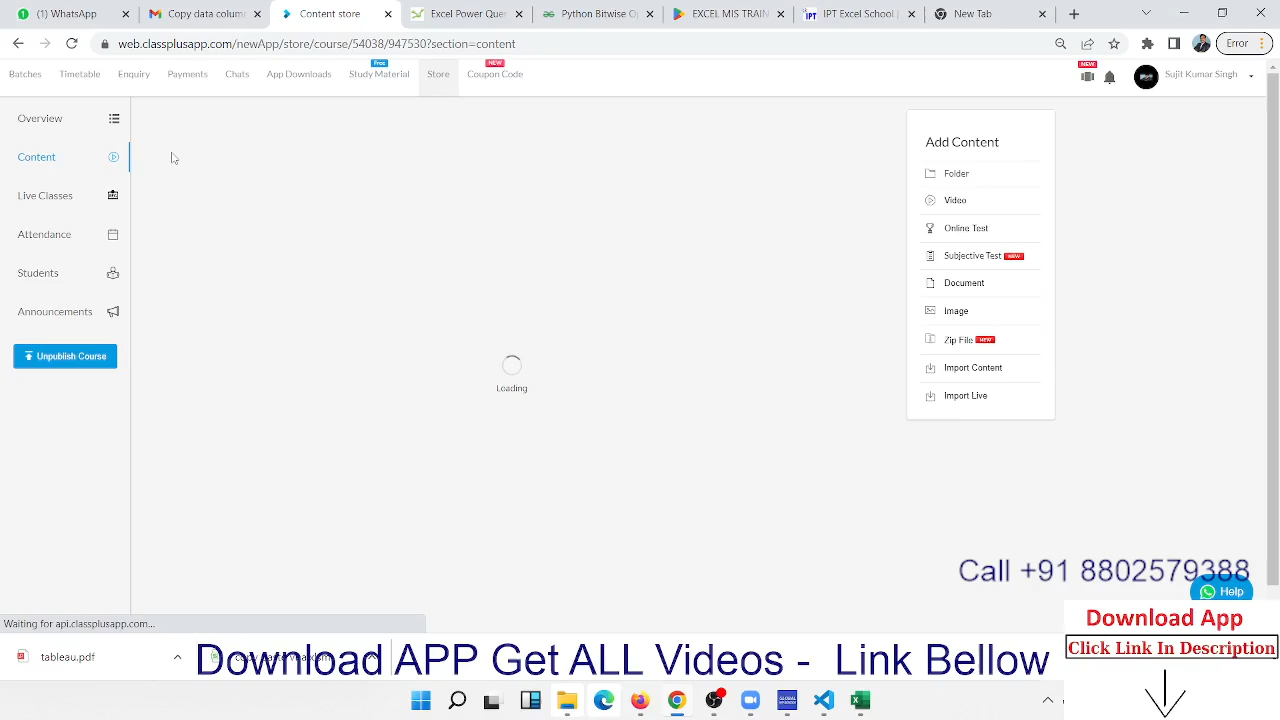 (1) WhatsApp
Copy data column
Content store
Excel Power Quer
Python Bitwise Op
EXCEL MIS TRAIN
IPT Excel School |
New Tab
web.classplusapp.com/newApp/store/course/54038/947530?section=content
Error
Batches
Timetable
Enquiry
Payments
Chats
App Downloads
Free
Study Material
Store
NEW
Coupon Code
NEW
Sujit Kumar Singh
Overview
Content
Live Classes
Attendance
Students
Announcements
Unpublish Course
Loading
Add Content
Folder
Video
Online Test
Subjective Test NEW
Document
Image
Zip File NEW
Import Content
Import Live
Call +91 8802579388
Help
Waiting for api.classplusapp.com...
Download App
Click Link In Description
tableau.pdf
Download APP Get ALL Videos - Link Bellow